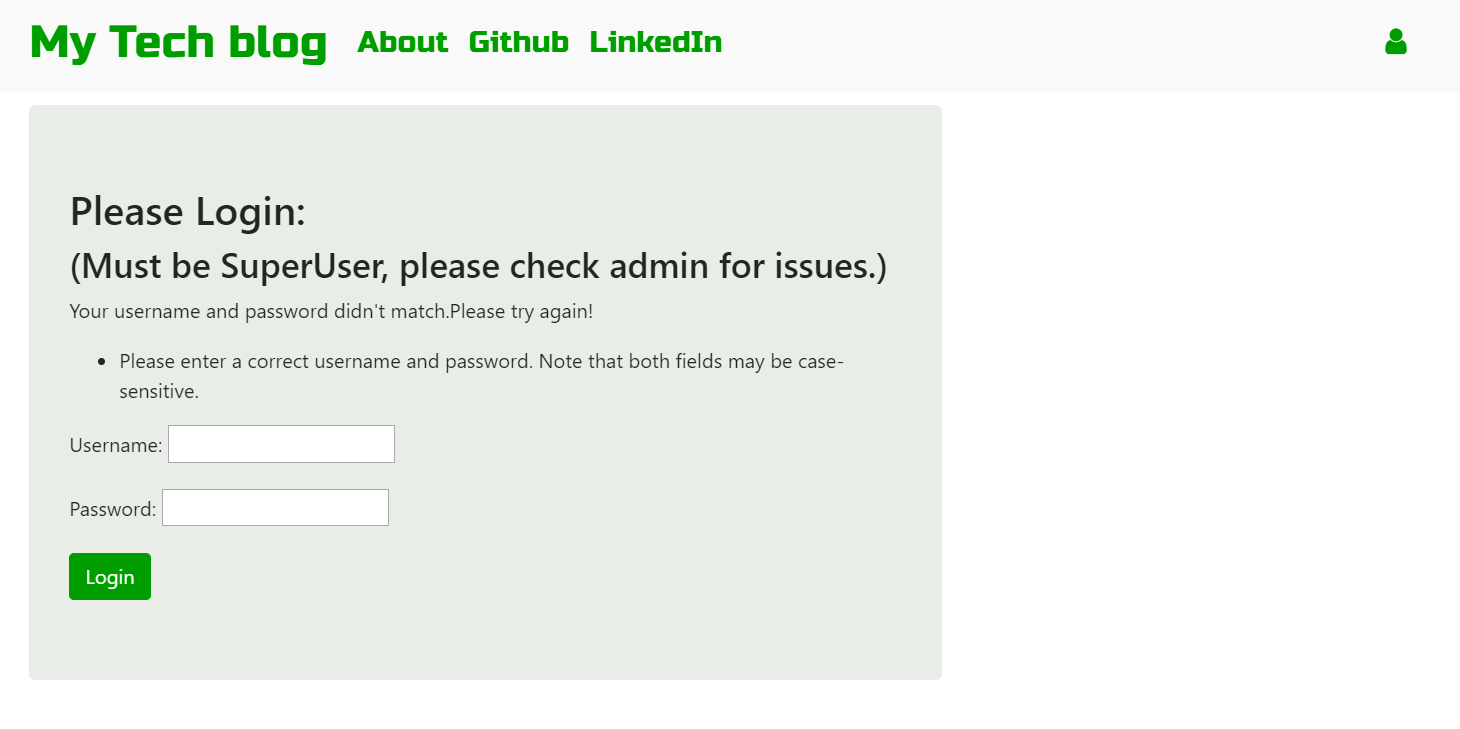 My Tech blog About Github LinkedIn
Please Login:
(Must be SuperUser, please check admin for issues.)
Your username and password didn't match.Please try again!
Please enter a correct username and password. Note that both fields may be case-
sensitive.
Username:
Password:
Login